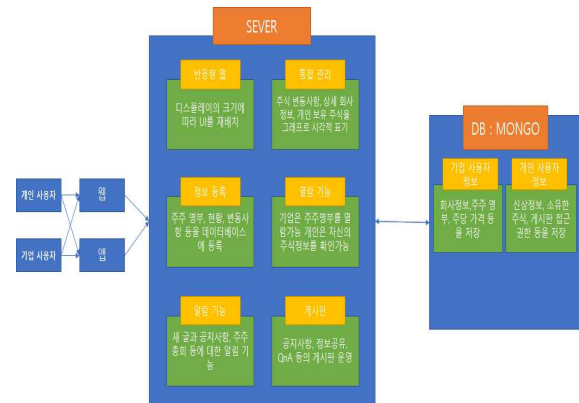 SEVER
반응형 웹
디스플레이의 크기에
따라 UI를 재배치
통합 관리
주식 변동사항, 상세 회사
정보, 개인 보유 주식을
그래프로 시각적 표기
정보 등록
주주 명부, 현황, 변동사
항 등을 데이터베이스
에 등록
열람 기능
기업은 주주명부를 열
람가능 개인은 자신의
주식정보를 확인가능
알람 기능
새 글과 공지사항, 주주
총회 등에 대한 알림 기
능
게시판
공지사항, 정보공유,
QnA 등의 게시판 운영
개인 사용자
웹
기업 사용자
앱
DB : MONGO
기업 사용자
정보
회사정보,주주 명
부, 주당 가격 등
을 저장
개인 사용자
정보
신상정보, 소유한
주식, 게시판 접근
권한 등을 저장